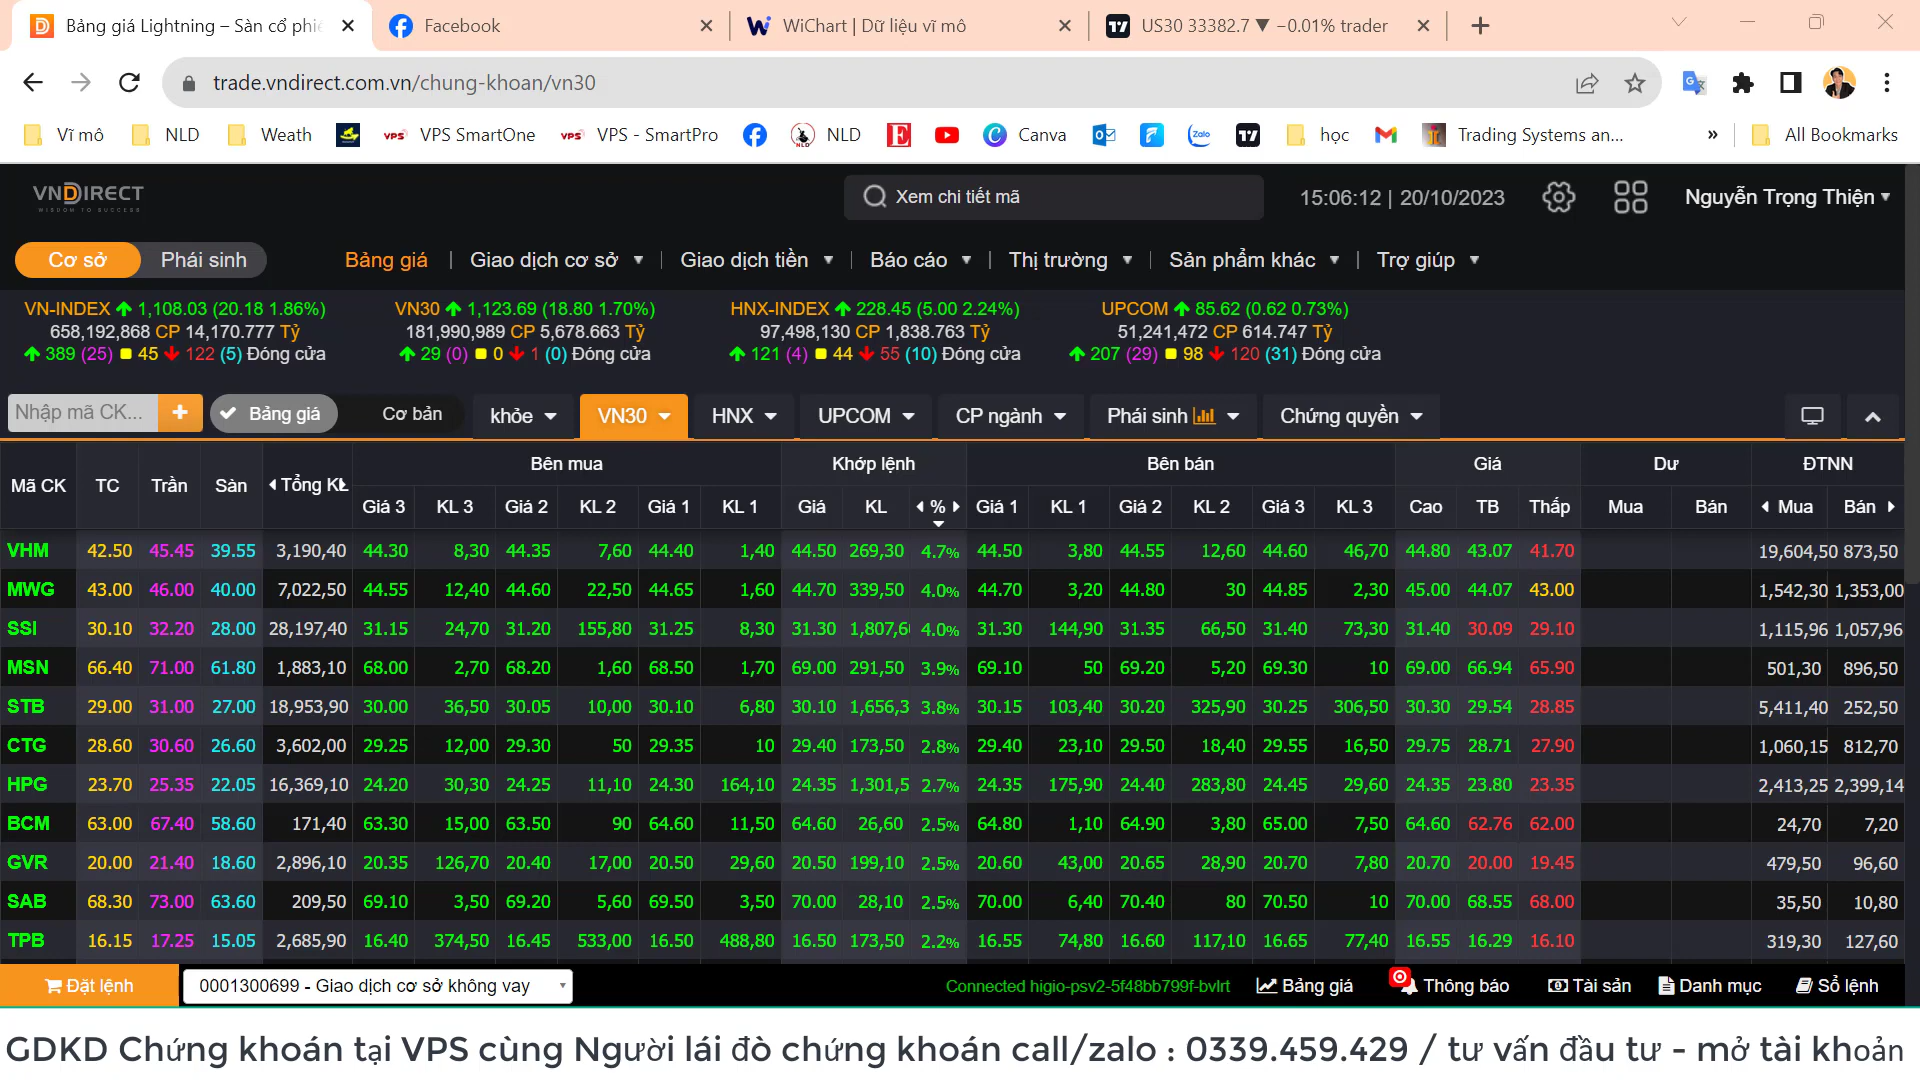 Bảng giá Lightning – Sàn cổ phi
Facebook
WiChart | Dữ liệu vĩ mô
US30 33382.7 ▼ −0.01% trader
trade.vndirect.com.vn/chung-khoan/vn30
Vĩ mô
NLD
Weath
VPS SmartOne
VPS - SmartPro
NLD
Canva
học
Trading Systems an...
»
All Bookmarks
VNDIRECT
WISDOM TO SUCCESS
Xem chi tiết mã
15:06:12 | 20/10/2023
Nguyễn Trọng Thiện
Cơ sở Phái sinh
Bảng giá | Giao dịch cơ sở | Giao dịch tiền | Báo cáo | Thị trường | Sản phẩm khác | Trợ giúp
VN-INDEX 1,108.03 (20.18 1.86%)
658,192,868 CP 14,170.777 Tỷ
389 (25) 45 122 (5) Đóng cửa
VN30 1,123.69 (18.80 1.70%)
181,990,989 CP 5,678.663 Tỷ
29 (0) 0 1 (0) Đóng cửa
HNX-INDEX 228.45 (5.00 2.24%)
97,498,130 CP 1,838.763 Tỷ
121 (4) 44 55 (10) Đóng cửa
UPCOM 85.62 (0.62 0.73%)
51,241,472 CP 614.747 Tỷ
207 (29) 98 120 (31) Đóng cửa
Nhập mã CK... + Bảng giá Cơ bản khỏe VN30 HNX UPCOM CP ngành Phái sinh Chứng quyền
Mã CK TC Trần Sàn Tổng KL Bên mua Khớp lệnh Bên bán Giá Dư ĐTNN
Giá 3 KL 3 Giá 2 KL 2 Giá 1 KL 1 Giá KL % Giá 1 KL 1 Giá 2 KL 2 Giá 3 KL 3 Cao TB Thấp Mua Bán Mua Bán
VHM 42.50 45.45 39.55 3,190,40 44.30 8,30 44.35 7,60 44.40 1,40 44.50 269,30 4.7% 44.50 3,80 44.55 12,60 44.60 46,70 44.80 43.07 41.70 19,604,50 873,50
MWG 43.00 46.00 40.00 7,022,50 44.55 12,40 44.60 22,50 44.65 1,60 44.70 339,50 4.0% 44.70 3,20 44.80 30 44.85 2,30 45.00 44.07 43.00 1,542,30 1,353,00
SSI 30.10 32.20 28.00 28,197,40 31.15 24,70 31.20 155,80 31.25 8,30 31.30 1,807,60 4.0% 31.30 144,90 31.35 66,50 31.40 73,30 31.40 30.09 29.10 1,115,96 1,057,96
MSN 66.40 71.00 61.80 1,883,10 68.00 2,70 68.20 1,60 68.50 1,70 69.00 291,50 3.9% 69.10 50 69.20 5,20 69.30 10 69.00 66.94 65.90 501,30 896,50
STB 29.00 31.00 27.00 18,953,90 30.00 36,50 30.05 10,00 30.10 6,80 30.10 1,656,3 3.8% 30.15 103,40 30.20 325,90 30.25 306,50 30.30 29.54 28.85 5,411,40 252,50
CTG 28.60 30.60 26.60 3,602,00 29.25 12,00 29.30 50 29.35 10 29.40 173,50 2.8% 29.40 23,10 29.50 18,40 29.55 16,50 29.75 28.71 27.90 1,060,15 812,70
HPG 23.70 25.35 22.05 16,369,10 24.20 30,30 24.25 11,10 24.30 164,10 24.35 1,301,5 2.7% 24.35 175,90 24.40 283,80 24.45 29,60 24.35 23.80 23.35 2,413,25 2,399,14
BCM 63.00 67.40 58.60 171,40 63.30 15,00 63.50 90 64.60 11,50 64.60 26,60 2.5% 64.80 1,10 64.90 3,80 65.00 7,50 64.60 62.76 62.00 24,70 7,20
GVR 20.00 21.40 18.60 2,896,10 20.35 126,70 20.40 17,00 20.50 29,60 20.50 199,10 2.5% 20.60 43,00 20.65 28,90 20.70 7,80 20.70 20.00 19.45 479,50 96,60
SAB 68.30 73.00 63.60 209,50 69.10 3,50 69.20 5,60 69.50 3,50 70.00 28,10 2.5% 70.00 6,40 70.40 80 70.50 10 70.00 68.55 68.00 35,50 10,80
TPB 16.15 17.25 15.05 2,685,90 16.40 374,50 16.45 533,00 16.50 488,80 16.50 173,50 2.2% 16.55 74,80 16.60 117,10 16.65 77,40 16.55 16.29 16.10 319,30 127,60
Đặt lệnh 0001300699 - Giao dịch cơ sở không vay Connected higio-psv2-5f48bb799f-bvlrt Bảng giá Thông báo Tài sản Danh mục Sổ lệnh
GDKD Chứng khoán tại VPS cùng Người lái đò chứng khoán call/zalo : 0339.459.429 / tư vấn đầu tư - mở tài khoản